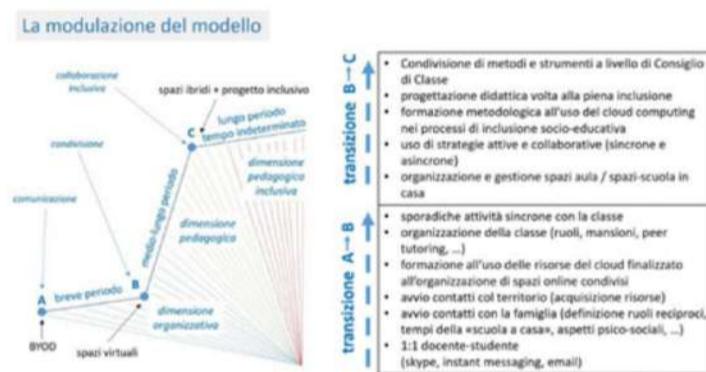 La modulazione del modello
collaborazione
inclusiva
spazi ibridi + progetto inclusivo
condivisione
C
lungo periodo
tempo indeterminato
comunicazione
medio-lungo periodo
dimensione
pedagogica
inclusiva
dimensione
pedagogica
A
breve periodo
B
dimensione
organizzativa
BYOD
spazi virtuali
transizione B→C
• Condivisione di metodi e strumenti a livello di Consiglio
di Classe
• progettazione didattica volta alla piena inclusione
• formazione metodologica all'uso del cloud computing
nei processi di inclusione socio-educativa
• uso di strategie attive e collaborative (sincrone e
asincrone)
• organizzazione e gestione spazi aula / spazi-scuola in
casa
transizione A→B
• sporadiche attività sincrone con la classe
• organizzazione della classe (ruoli, mansioni, peer
tutoring, ...)
• formazione all'uso delle risorse del cloud finalizzato
all'organizzazione di spazi online condivisi
• avvio contatti col territorio (acquisizione risorse)
• avvio contatti con la famiglia (definizione ruoli reciproci,
tempi della «scuola a casa», aspetti psico-sociali, ...)
• 1:1 docente-studente
(skype, instant messaging, email)